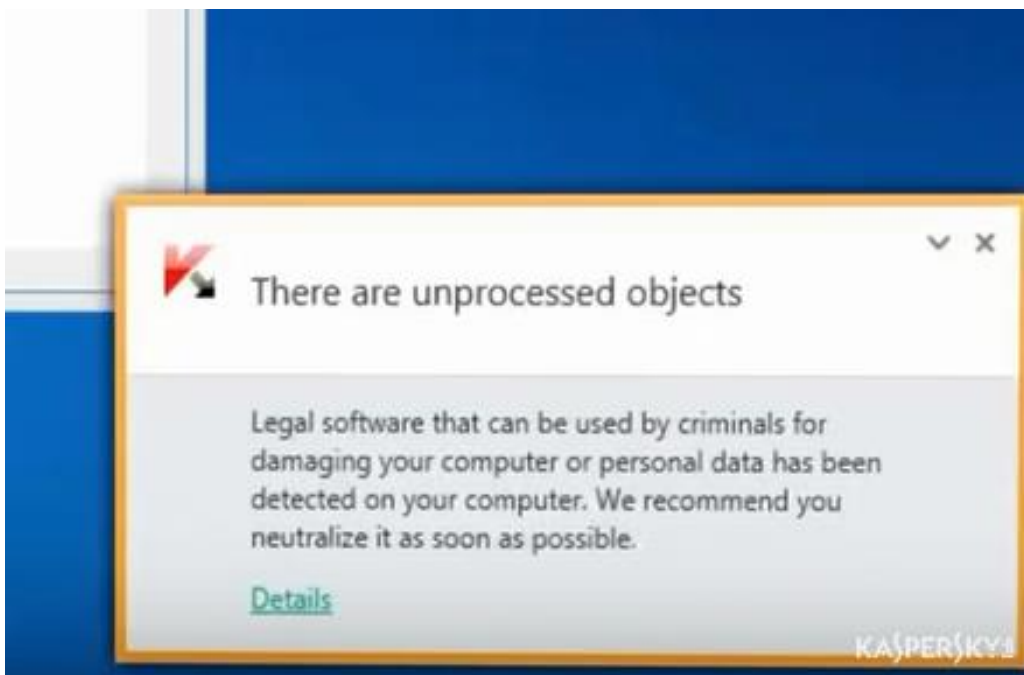 There are unprocessed objects
Legal software that can be used by criminals for
damaging your computer or personal data has been
detected on your computer. We recommend you
neutralize it as soon as possible.
Details
KASPERSKY